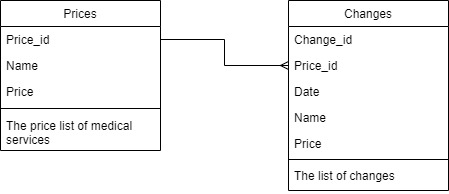 Prices
Price_id
Name
Price
The price list of medical
services
Changes
Change_id
Price_id
Date
Name
Price
The list of changes